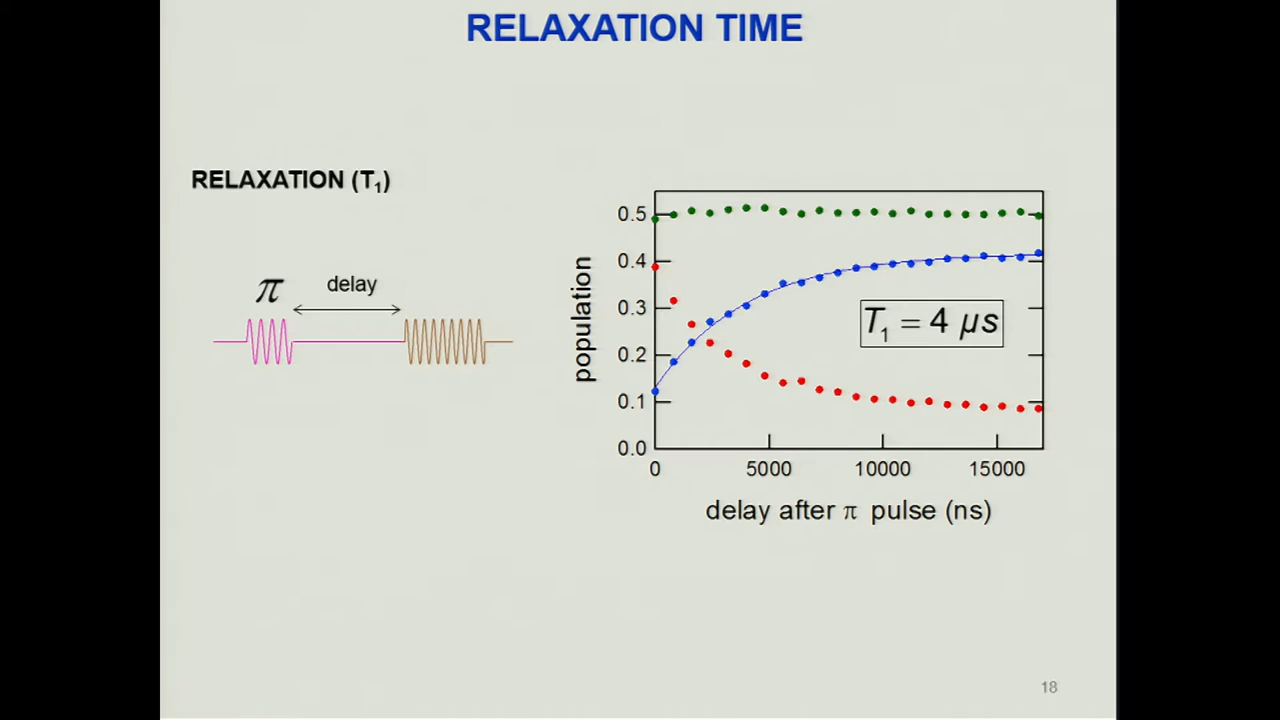 RELAXATION TIME
RELAXATION (T₁)
π
delay
population
0.5
0.4
0.3
0.2
0.1
0.0
0
5000
10000
15000
T₁ = 4 μs
delay after π pulse (ns)
18